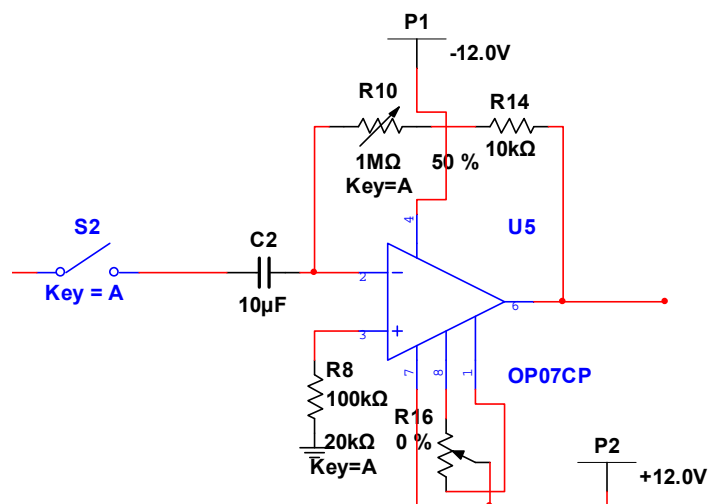 P1
-12.0V
R10
R14
1MΩ
50 %
10kΩ
Key=A
4
U5
S2
C2
Key = A
10µF
2
6
3
R8
100kΩ
7
8
1
OP07CP
R16
20kΩ
0 %
Key=A
P2
+12.0V